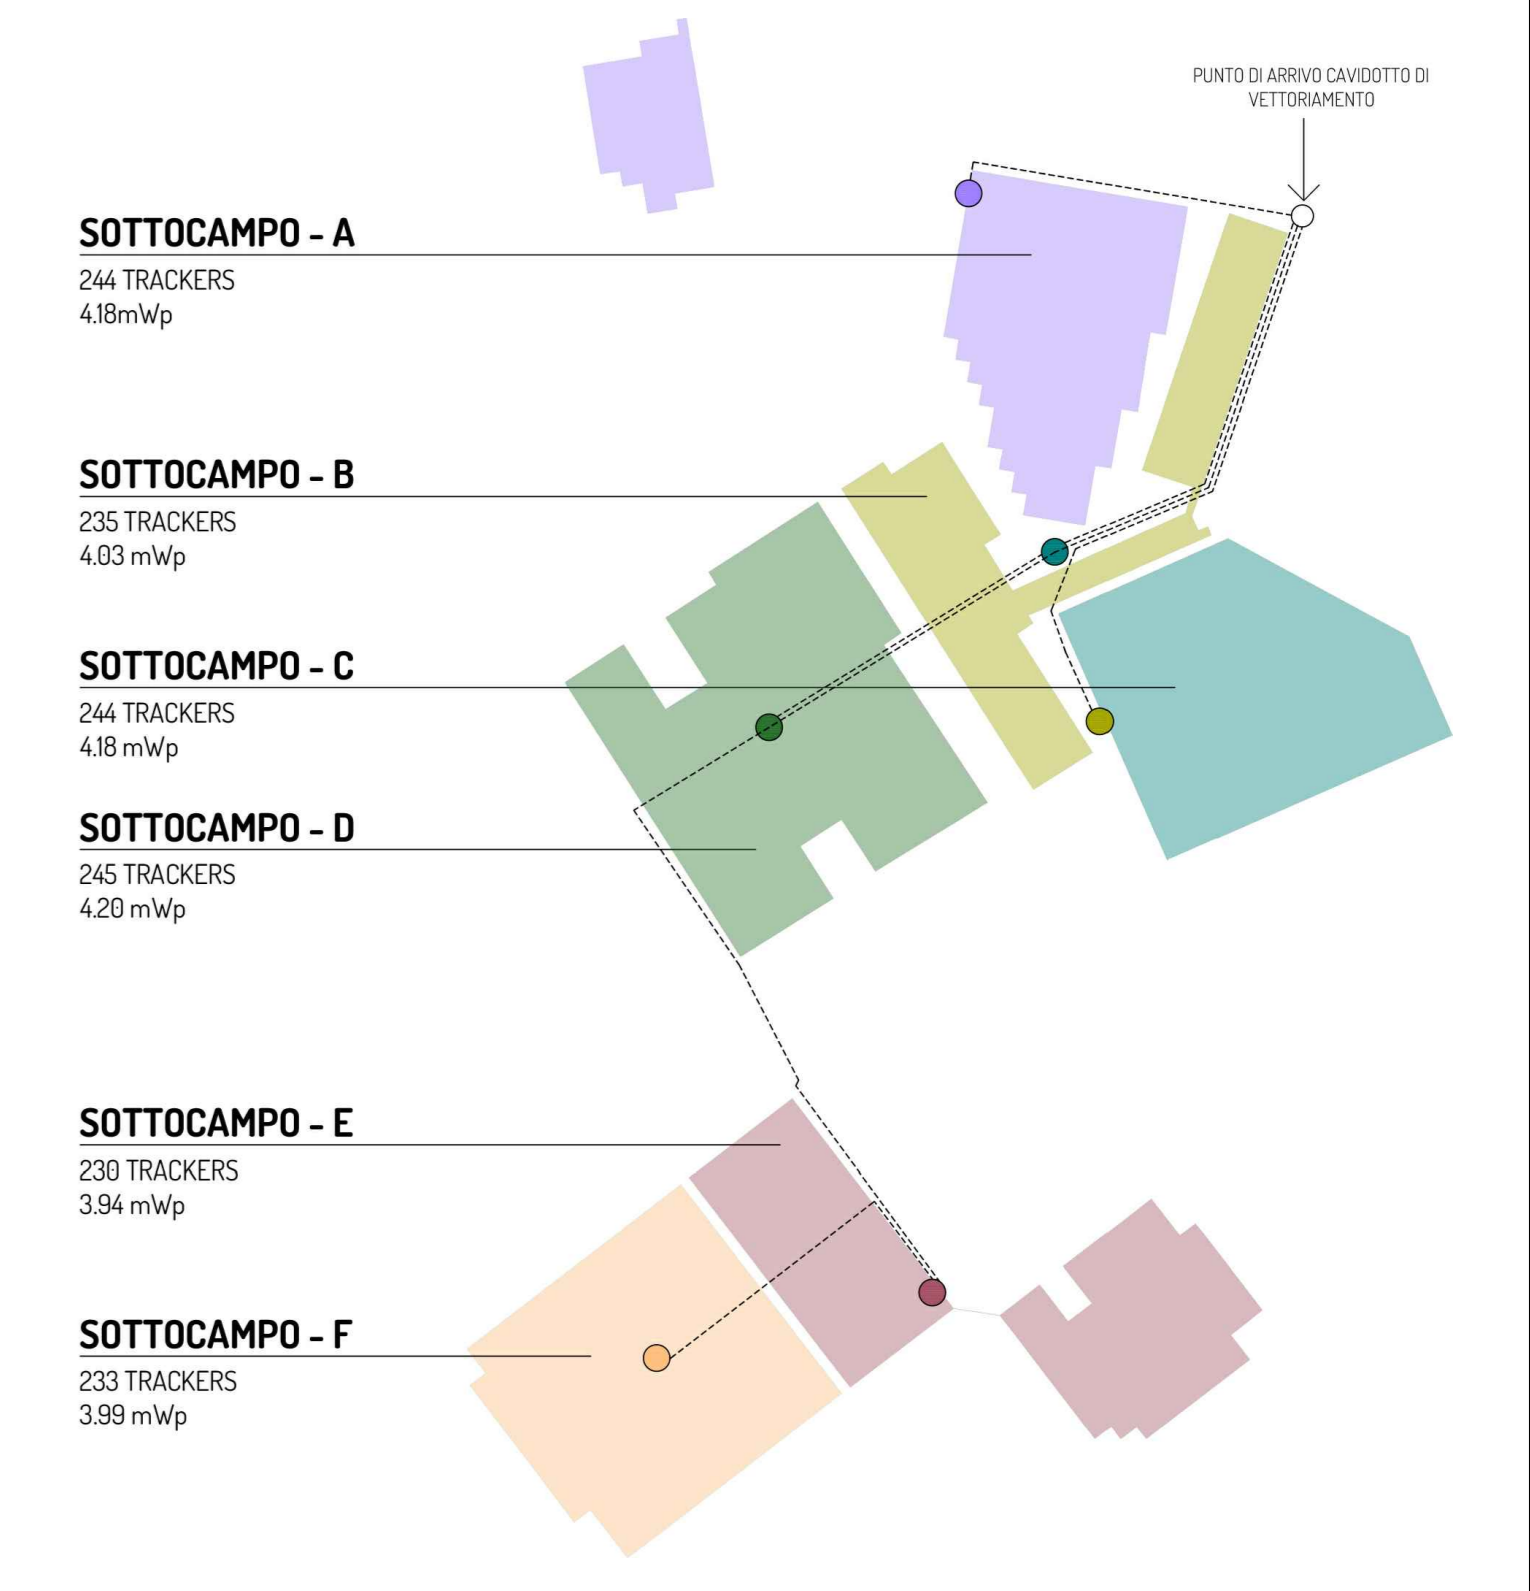 PUNTO DI ARRIVO CAVIDOTTO DI
VETTORIAMENTO
SOTTOCAMPO - A
244 TRACKERS
4.18mWp
SOTTOCAMPO - B
235 TRACKERS
4.03 mWp
SOTTOCAMPO - C
244 TRACKERS
4.18 mWp
SOTTOCAMPO - D
245 TRACKERS
4.20 mWp
SOTTOCAMPO - E
230 TRACKERS
3.94 mWp
SOTTOCAMPO - F
233 TRACKERS
3.99 mWp